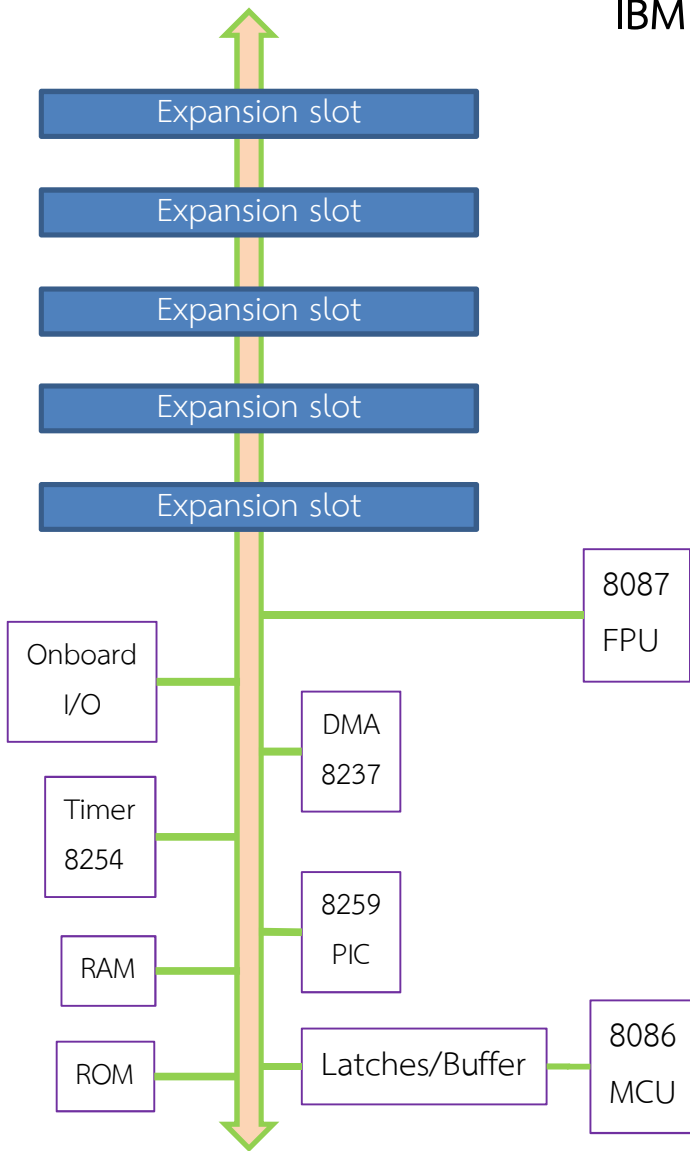 IBM
Expansion slot
Expansion slot
Expansion slot
Expansion slot
Expansion slot
8087
FPU
Onboard
I/O
DMA
8237
Timer
8254
8259
PIC
RAM
8086
MCU
Latches/Buffer
ROM